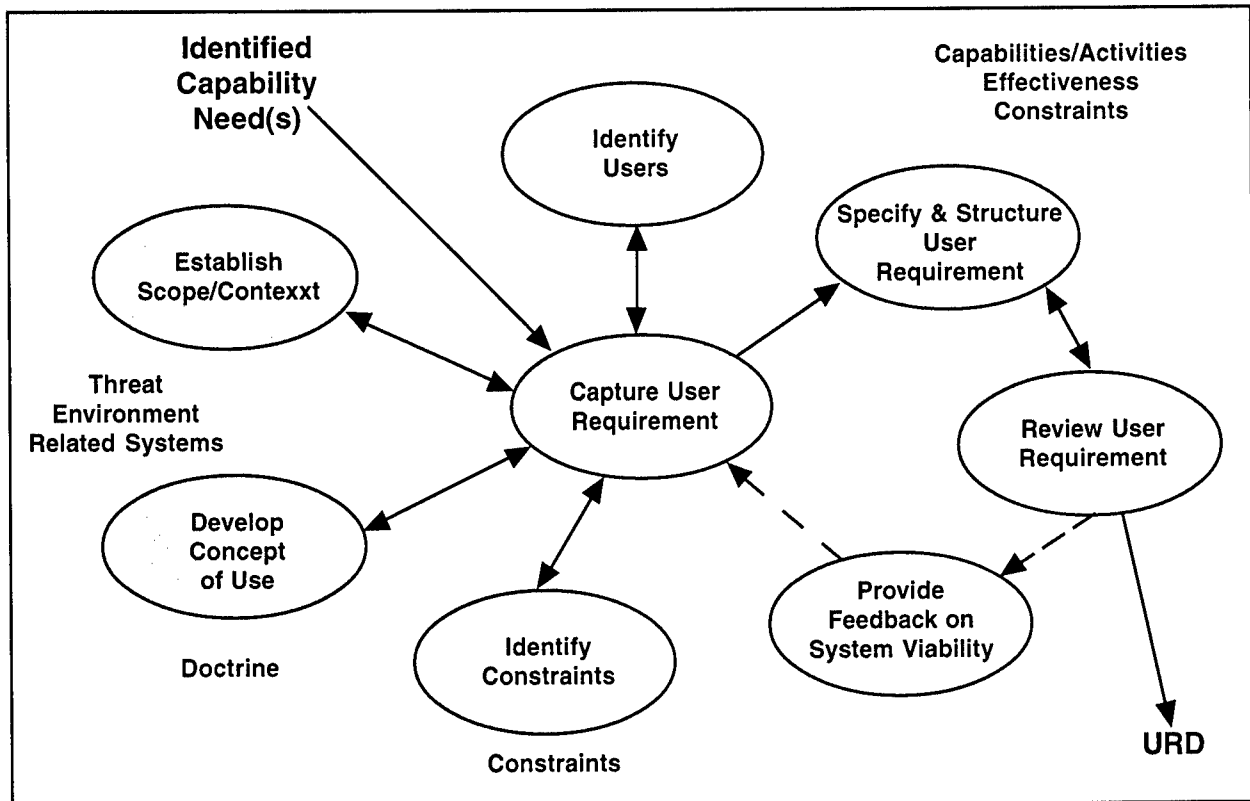 Identified
Capability
Need(s)
Capabilities/Activities
Effectiveness
Constraints
Identify
Users
Specify & Structure
User
Requirement
Establish
Scope/Contexxt
Threat
Environment
Related Systems
Capture User
Requirement
Review User
Requirement
Develop
Concept
of Use
Provide
Feedback on
System Viability
Identify
Constraints
Doctrine
Constraints
URD